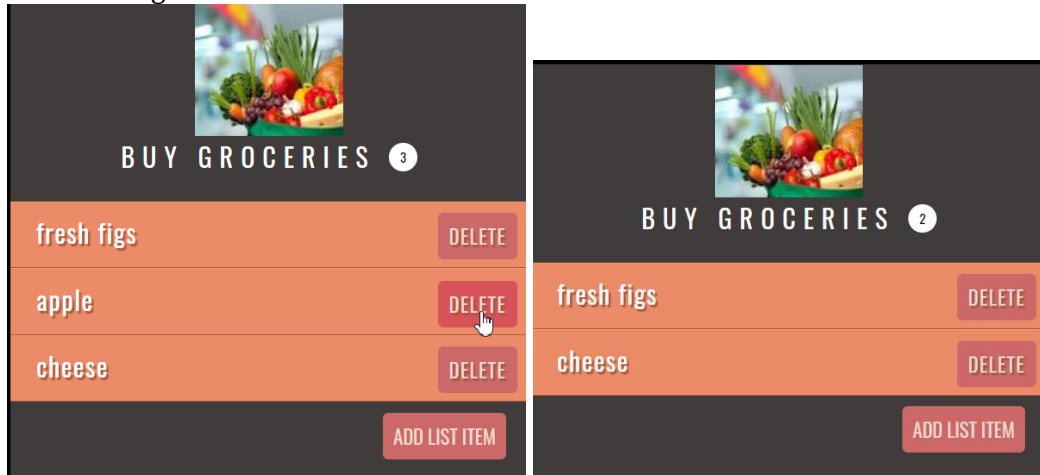 BUY GROCERIES 3
fresh figs DELETE
apple DELETE
cheese DELETE
ADD LIST ITEM
BUY GROCERIES 2
fresh figs DELETE
cheese DELETE
ADD LIST ITEM